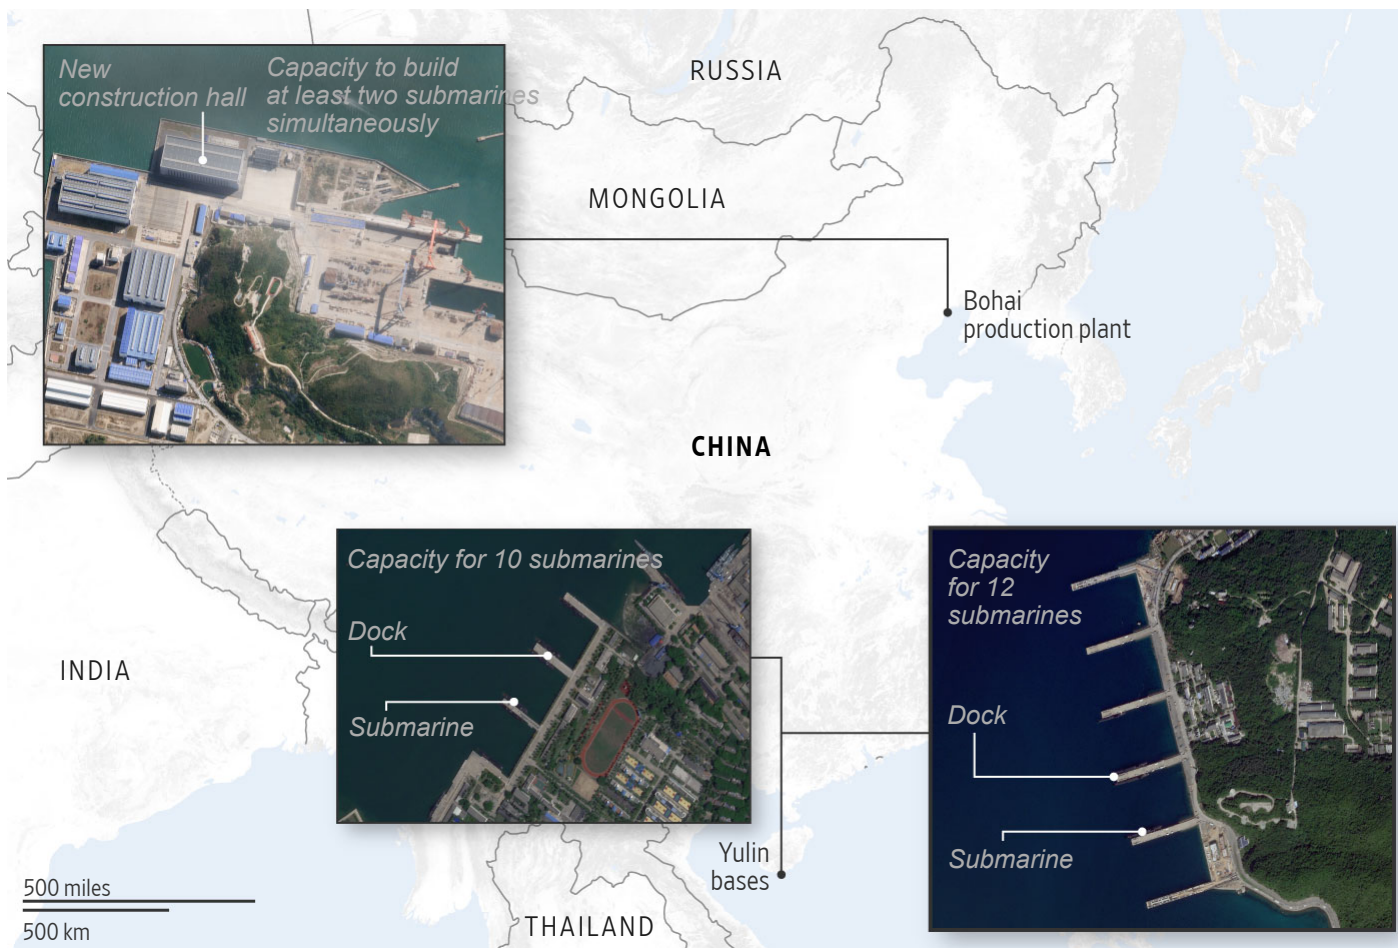 New
construction hall
Capacity to build
at least two submarines
simultaneously
RUSSIA
MONGOLIA
Bohai
production plant
CHINA
Capacity for 10 submarines
Dock
Submarine
Capacity
for 12
submarines
Dock
Submarine
INDIA
Yulin
bases
THAILAND
500 miles
500 km